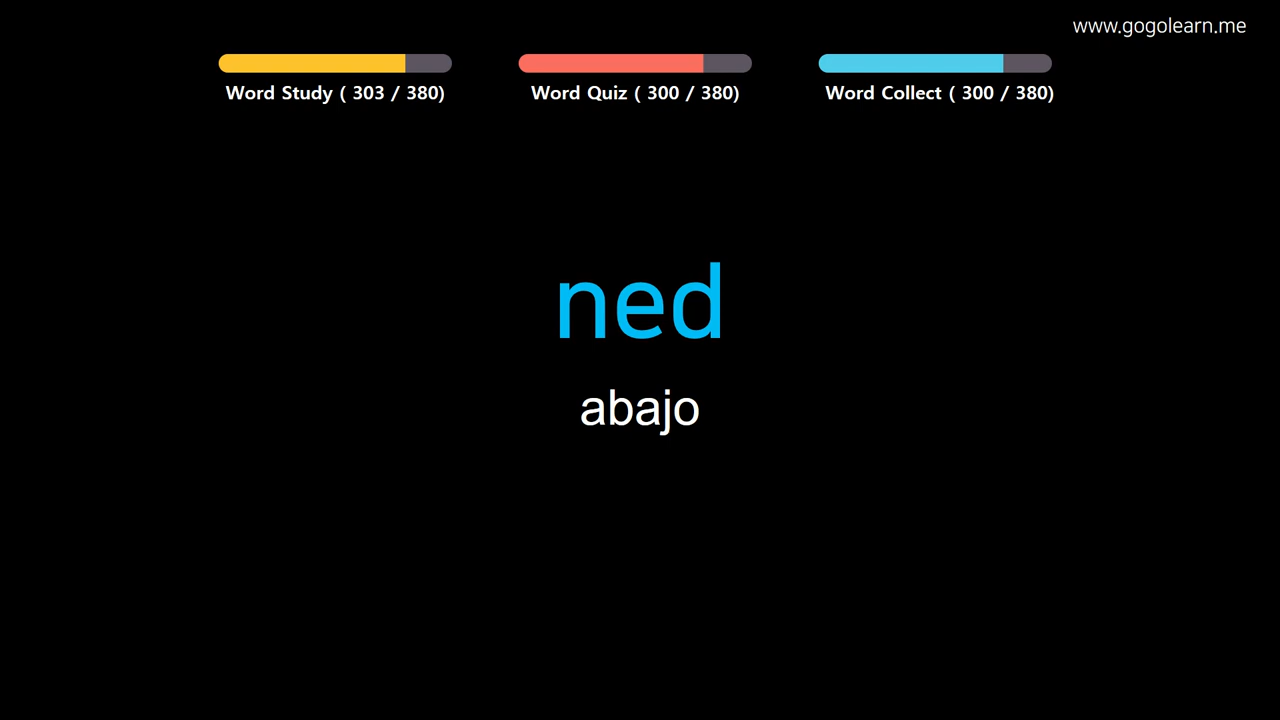 www.gogolearn.me
Word Study ( 303 / 380)
Word Quiz ( 300 / 380)
Word Collect ( 300 / 380)
ned
abajo